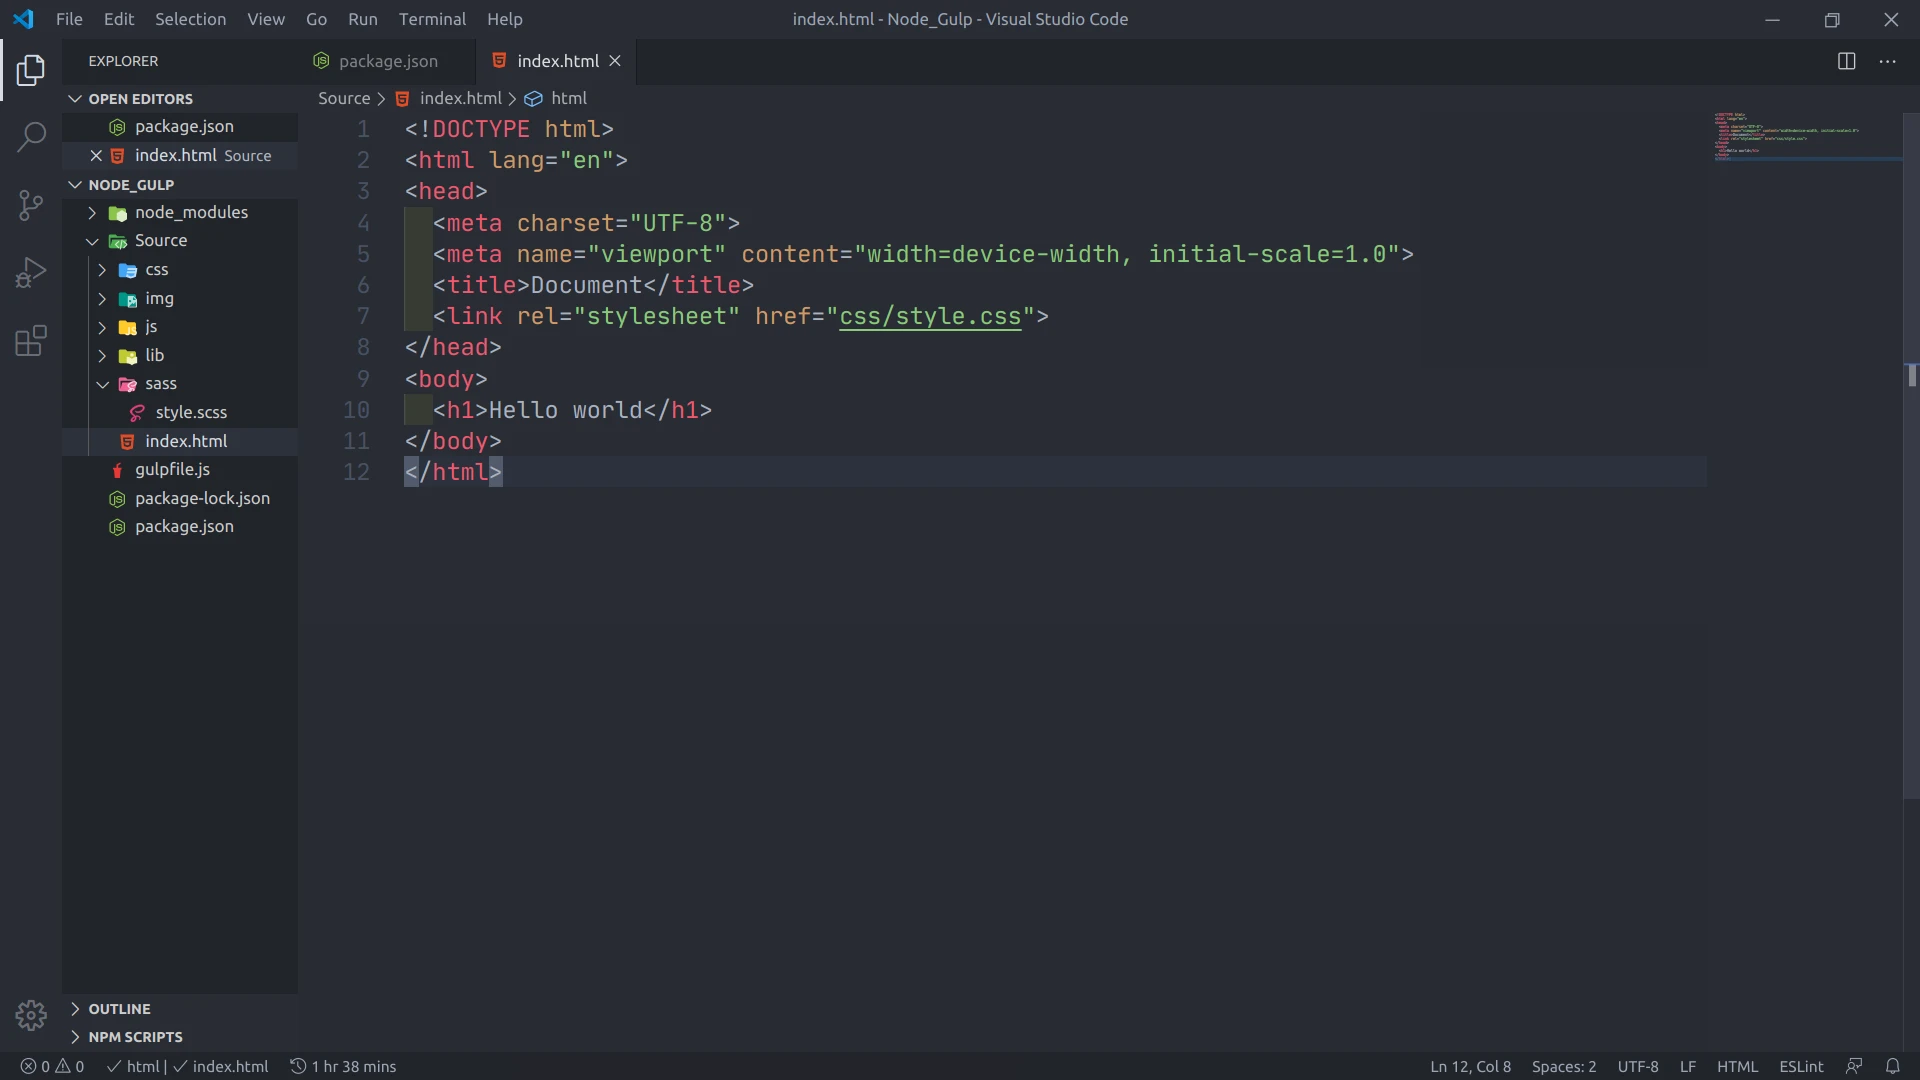 File Edit Selection View Go Run Terminal Help
index.html - Node_Gulp - Visual Studio Code
EXPLORER
OPEN EDITORS
package.json
index.html Source
NODE_GULP
node_modules
Source
css
img
js
lib
sass
style.scss
index.html
gulpfile.js
package-lock.json
package.json
OUTLINE
NPM SCRIPTS
package.json
index.html
Source > index.html > html
1 <!DOCTYPE html>
2 <html lang="en">
3 <head>
4 <meta charset="UTF-8">
5 <meta name="viewport" content="width=device-width, initial-scale=1.0">
6 <title>Document</title>
7 <link rel="stylesheet" href="css/style.css">
8 </head>
9 <body>
10 <h1>Hello world</h1>
11 </body>
12 </html>
0 0 html | index.html 1 hr 38 mins
Ln 12, Col 8 Spaces: 2 UTF-8 LF HTML ESLint